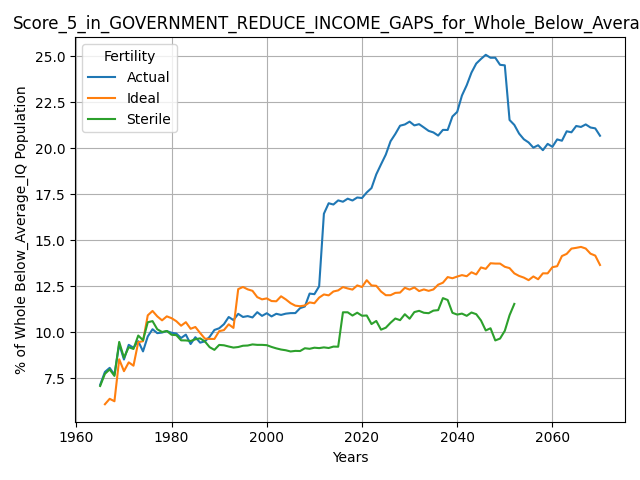 Score_5_in_GOVERNMENT_REDUCE_INCOME_GAPS_for_Whole_Below_Avera
Fertility
Actual
Ideal
Sterile
% of Whole Below_Average_IQ Population
25.0
22.5
20.0
17.5
15.0
12.5
10.0
7.5
1960
1980
2000
2020
2040
2060
Years